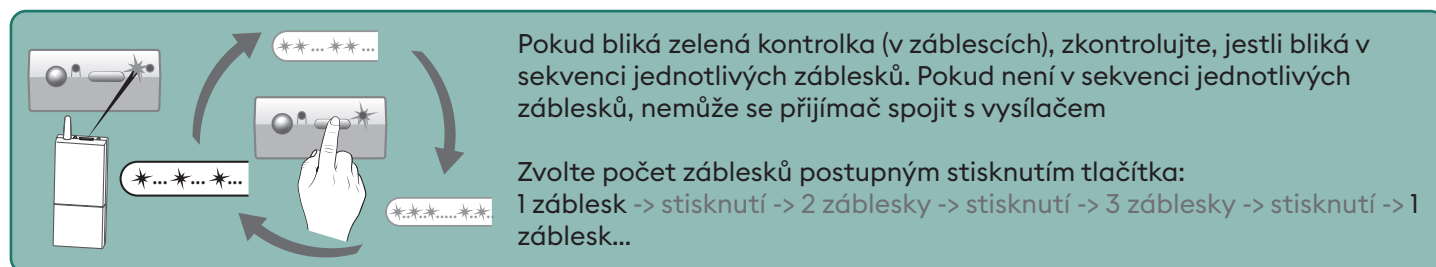 Pokud bliká zelená kontrolka (v záblescích), zkontrolujte, jestli bliká v
sekvenci jednotlivých záblesků. Pokud není v sekvenci jednotlivých
záblesků, nemůže se přijímač spojit s vysílačem
Zvolte počet záblesků postupným stisknutím tlačítka:
1 záblesk -> stisknutí -> 2 záblesky -> stisknutí -> 3 záblesky -> stisknutí -> 1
záblesk...